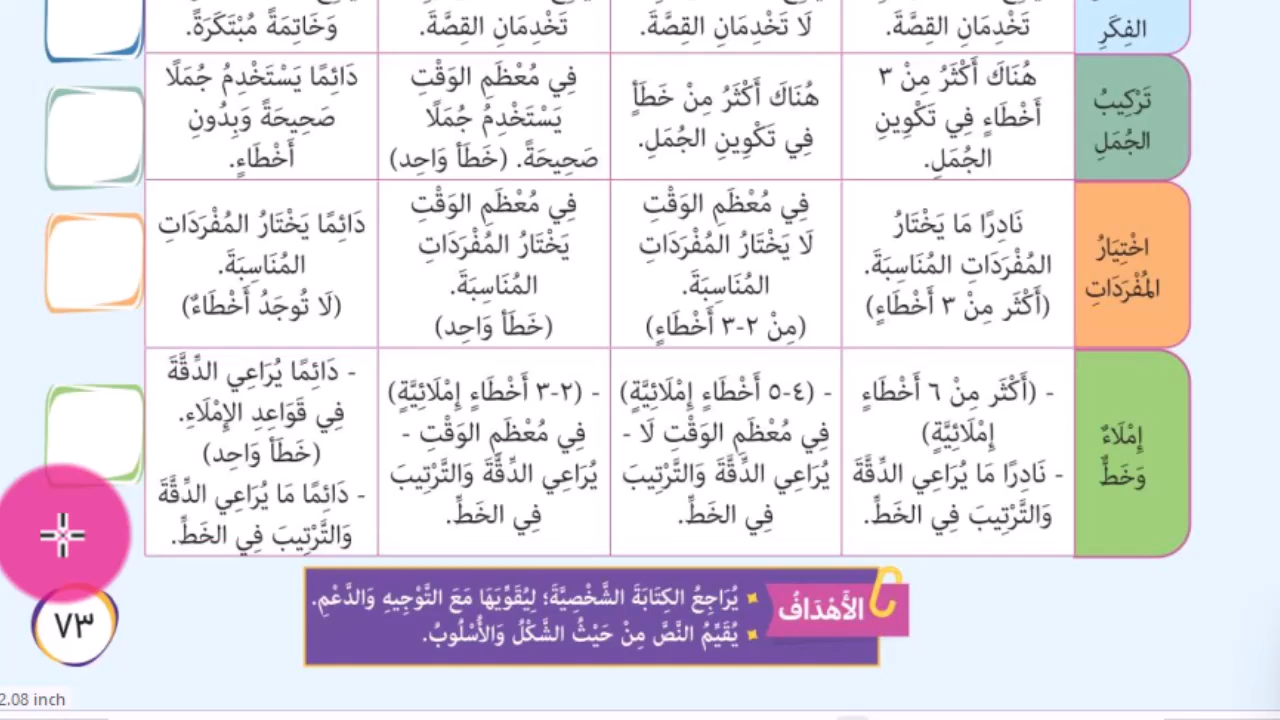 الفِكَرِ
تَخْدِمَانِ القِصَّةَ.
لَا تَخْدِمَانِ القِصَّةَ.
تَخْدِمَانِ القِصَّةَ.
وَخَاتِمَةً مُبْتَكَرَةً.
تَرْكِيبُ
الجُمَلِ
هُنَاكَ أَكْثَرُ مِنْ ٣
أَخْطَاءٍ فِي تَكْوِينِ
الجُمَلِ.
هُنَاكَ أَكْثَرُ مِنْ خَطَأٍ
فِي تَكْوِينِ الجُمَلِ.
فِي مُعْظَمِ الوَقْتِ
يَسْتَخْدِمُ جُمَلًا
صَحِيحَةً. (خَطَأ وَاحِد)
دَائِمًا يَسْتَخْدِمُ جُمَلًا
صَحِيحَةً وَبِدُونِ
أَخْطَاءٍ.
اخْتِيَارُ
المُفْرَدَاتِ
نَادِرًا مَا يَخْتَارُ
المُفْرَدَاتِ المُنَاسِبَةَ.
(أَكْثَر مِنْ ٣ أَخْطَاءٍ)
فِي مُعْظَمِ الوَقْتِ
لَا يَخْتَارُ المُفْرَدَاتِ
المُنَاسِبَةَ.
(مِنْ ٢-٣ أَخْطَاءٍ)
فِي مُعْظَمِ الوَقْتِ
يَخْتَارُ المُفْرَدَاتِ
المُنَاسِبَةَ.
(خَطَأ وَاحِد)
دَائِمًا يَخْتَارُ المُفْرَدَاتِ
المُنَاسِبَةَ.
(لَا تُوجَدُ أَخْطَاءٌ)
إِمْلَاءٌ
وَخَطٌّ
- (أَكْثَر مِنْ ٦ أَخْطَاءٍ
إِمْلَائِيَّةٍ)
- نَادِرًا مَا يُرَاعِي الدِّقَّةَ
وَالتَّرْتِيبَ فِي الخَطِّ.
- (٤-٥ أَخْطَاءٍ إِمْلَائِيَّةٍ)
فِي مُعْظَمِ الوَقْتِ لَا -
يُرَاعِي الدِّقَّةَ وَالتَّرْتِيبَ
فِي الخَطِّ.
- (٢-٣ أَخْطَاءٍ إِمْلَائِيَّةٍ)
فِي مُعْظَمِ الوَقْتِ -
يُرَاعِي الدِّقَّةَ وَالتَّرْتِيبَ
فِي الخَطِّ.
- دَائِمًا يُرَاعِي الدِّقَّةَ
فِي قَوَاعِدِ الإِمْلَاءِ.
(خَطَأ وَاحِد)
- دَائِمًا مَا يُرَاعِي الدِّقَّةَ
وَالتَّرْتِيبَ فِي الخَطِّ.
الأَهْدَافُ
يُرَاجِعُ الكِتَابَةَ الشَّخْصِيَّةَ؛ لِيُقَوِّيَهَا مَعَ التَّوْجِيهِ وَالدَّعْمِ.
يُقَيِّمُ النَّصَّ مِنْ حَيْثُ الشَّكْلُ وَالأُسْلُوبُ.
٧٣
2.08 inch